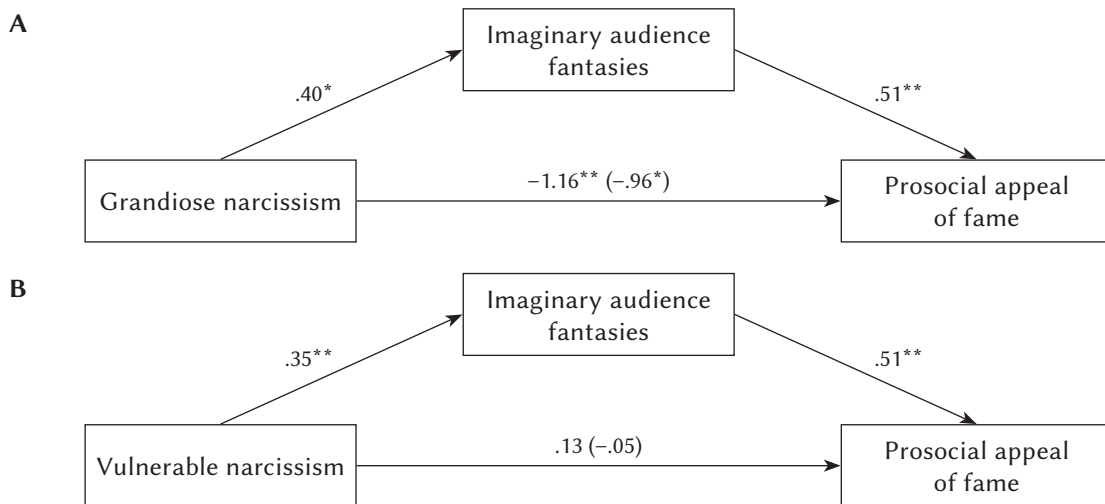 A
Imaginary audience
fantasies
.40*
.51**
Grandiose narcissism
−1.16** (–.96*)
Prosocial appeal
of fame
B
Imaginary audience
fantasies
.35**
.51**
Vulnerable narcissism
.13 (–.05)
Prosocial appeal
of fame